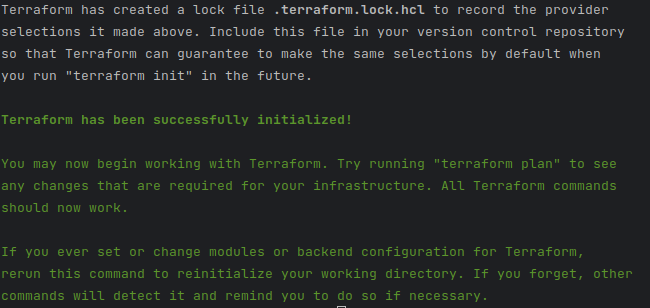 Terraform has created a lock file .terraform.lock.hcl to record the provider
selections it made above. Include this file in your version control repository
so that Terraform can guarantee to make the same selections by default when
you run "terraform init" in the future.
Terraform has been successfully initialized!
You may now begin working with Terraform. Try running "terraform plan" to see
any changes that are required for your infrastructure. All Terraform commands
should now work.
If you ever set or change modules or backend configuration for Terraform,
rerun this command to reinitialize your working directory. If you forget, other
commands will detect it and remind you to do so if necessary.